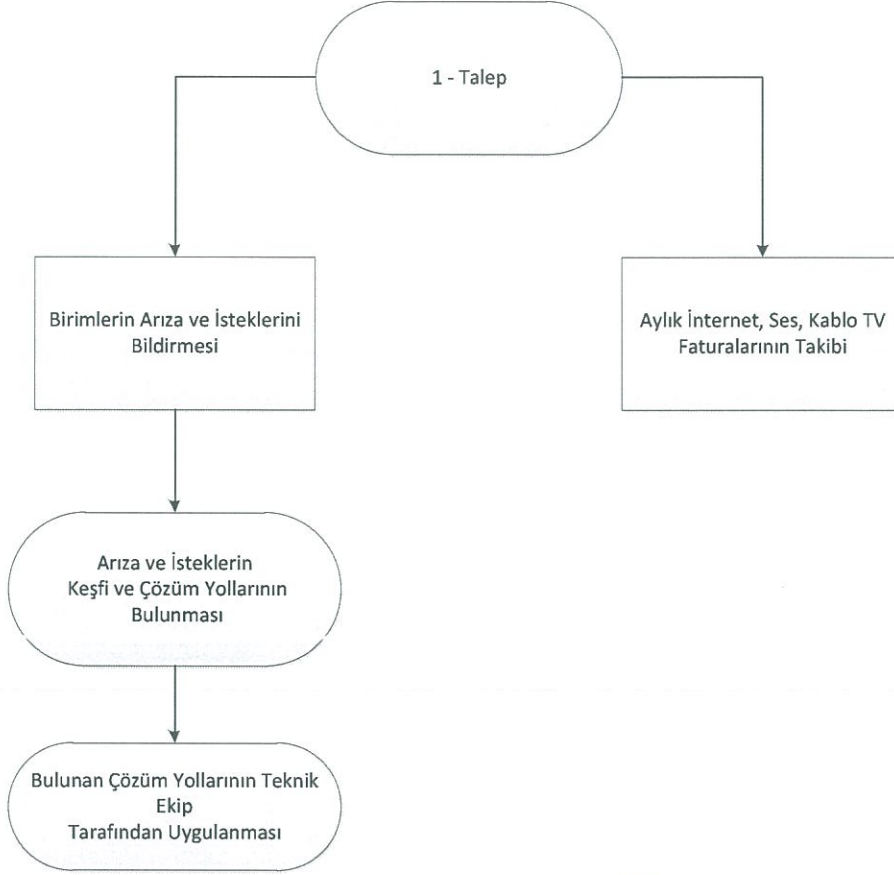 1 - Talep
Birimlerin Arıza ve İsteklerini
Bildirmesi
Aylık İnternet, Ses, Kablo TV
Faturalarının Takibi
Arıza ve İsteklerin
Keşfi ve Çözüm Yollarının
Bulunması
Bulunan Çözüm Yollarının Teknik
Ekip
Tarafından Uygulanması